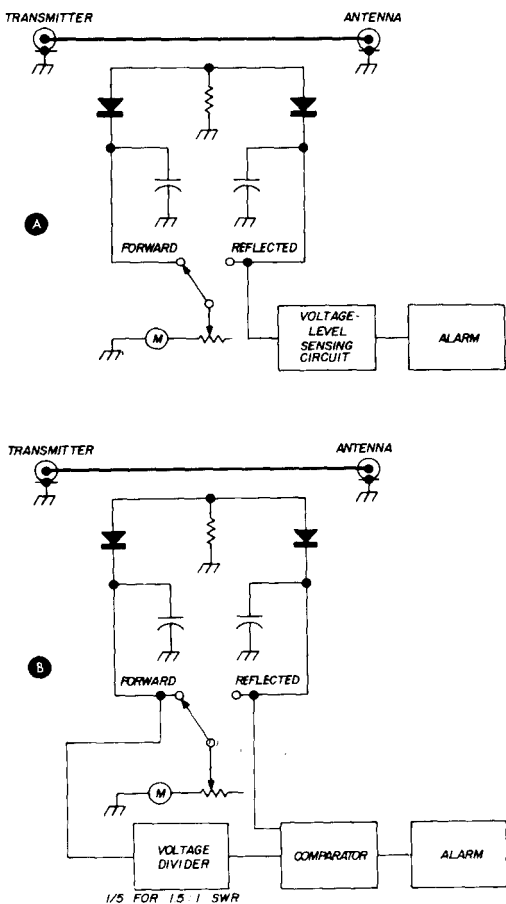 TRANSMITTER
ANTENNA
A
FORWARD
REFLECTED
M
VOLTAGE-
LEVEL
SENSING
CIRCUIT
ALARM
TRANSMITTER
ANTENNA
B
FORWARD
REFLECTED
M
VOLTAGE
DIVIDER
COMPARATOR
ALARM
1/5 FOR 1.5 : 1 SWR